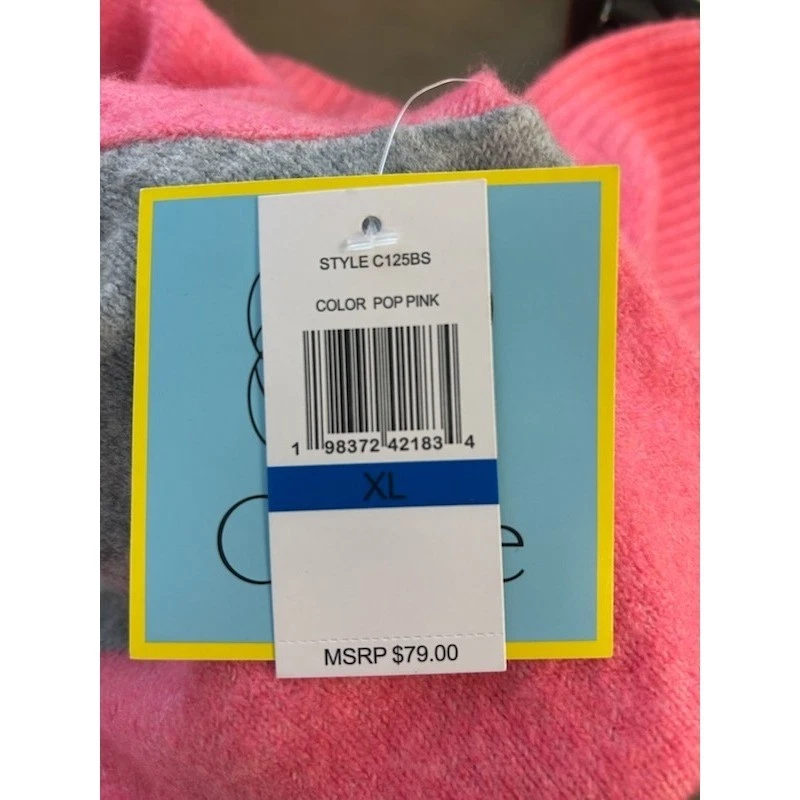 STYLE C125BS
COLOR POP PINK
1 98372 42183 4
XL
C e
MSRP $79.00